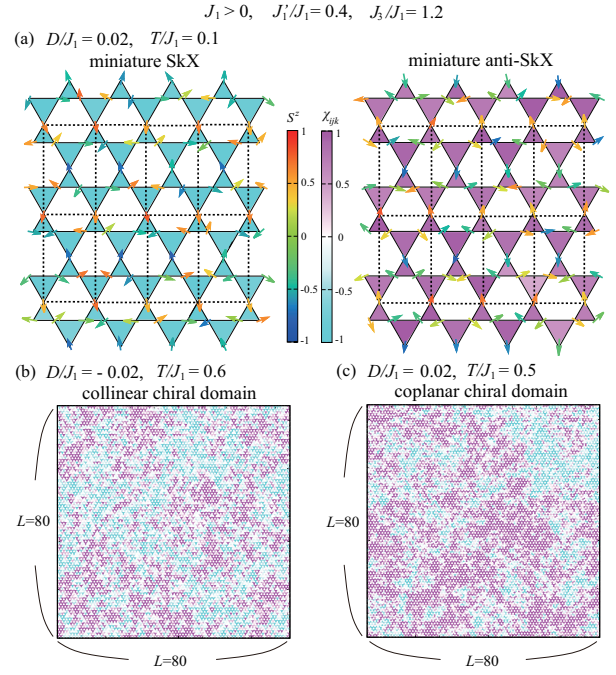 J₁ > 0, J₁'/J₁ = 0.4, J₃/J₁ = 1.2
(a) D/J₁ = 0.02, T/J₁ = 0.1
miniature SkX
miniature anti-SkX
Sᶻ χᵢⱼₖ
1 1
0.5 0.5
0 0
-0.5 -0.5
-1 -1
(b) D/J₁ = - 0.02, T/J₁ = 0.6
collinear chiral domain
(c) D/J₁ = 0.02, T/J₁ = 0.5
coplanar chiral domain
L=80
L=80
L=80
L=80